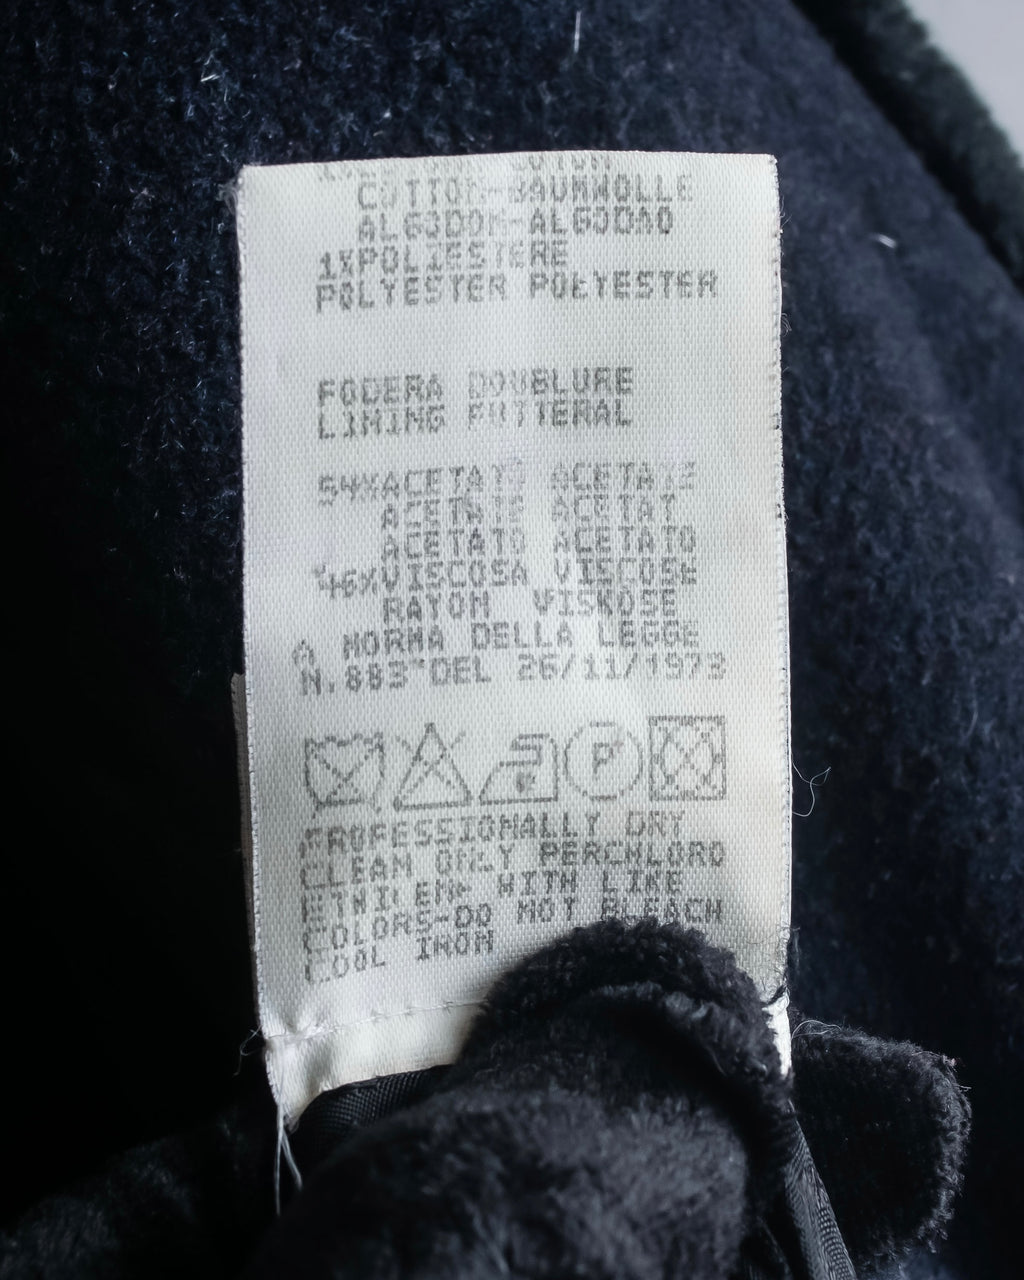 COTTON-BAUMWOLLE
ALGODON-ALGODAO
1%POLIESTERE
POLYESTER POLYESTER
FODERA DOUBLURE
LINING FUTTERAL
54%ACETATO ACETATE
ACETATE ACETAT
ACETATO ACETATO
46%VISCOSA VISCOSE
RAYON VISKOSE
A NORMA DELLA LEGGE
N.883 DEL 26/11/1973
P
PROFESSIONALLY DRY
CLEAN ONLY PERCHLORO
ETHILENE WITH LIKE
COLORS-DO NOT BLEACH
COOL IRON